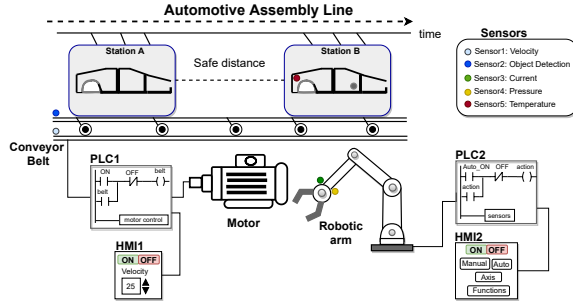 Automotive Assembly Line
time
Sensors
Sensor1: Velocity
Sensor2: Object Detection
Sensor3: Current
Sensor4: Pressure
Sensor5: Temperature
Station A
Safe distance
Station B
Conveyor
Belt
PLC1
ON OFF belt
belt
motor control
Motor
Robotic
arm
PLC2
Auto_ON OFF action
action
sensors
HMI1
ON OFF
Velocity
25
HMI2
ON OFF
Manual Auto
Axis
Functions